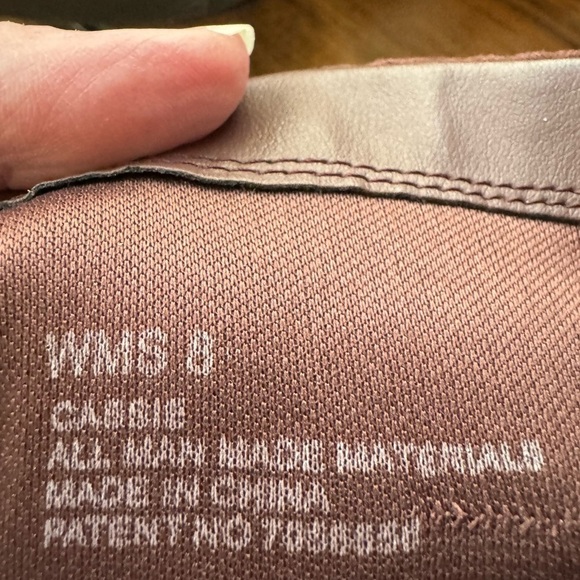 WMS 8
CASSIE
ALL MAN MADE MATERIALS
MADE IN CHINA
PATENT NO.